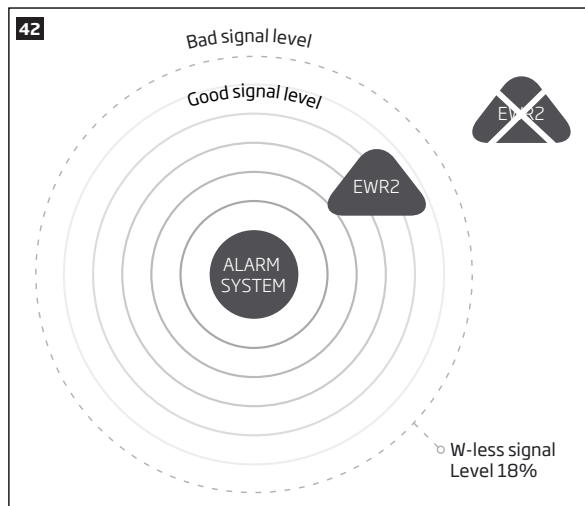 42
Bad signal level
Good signal level
EWR2
EWR2
ALARM
SYSTEM
W-less signal
Level 18%